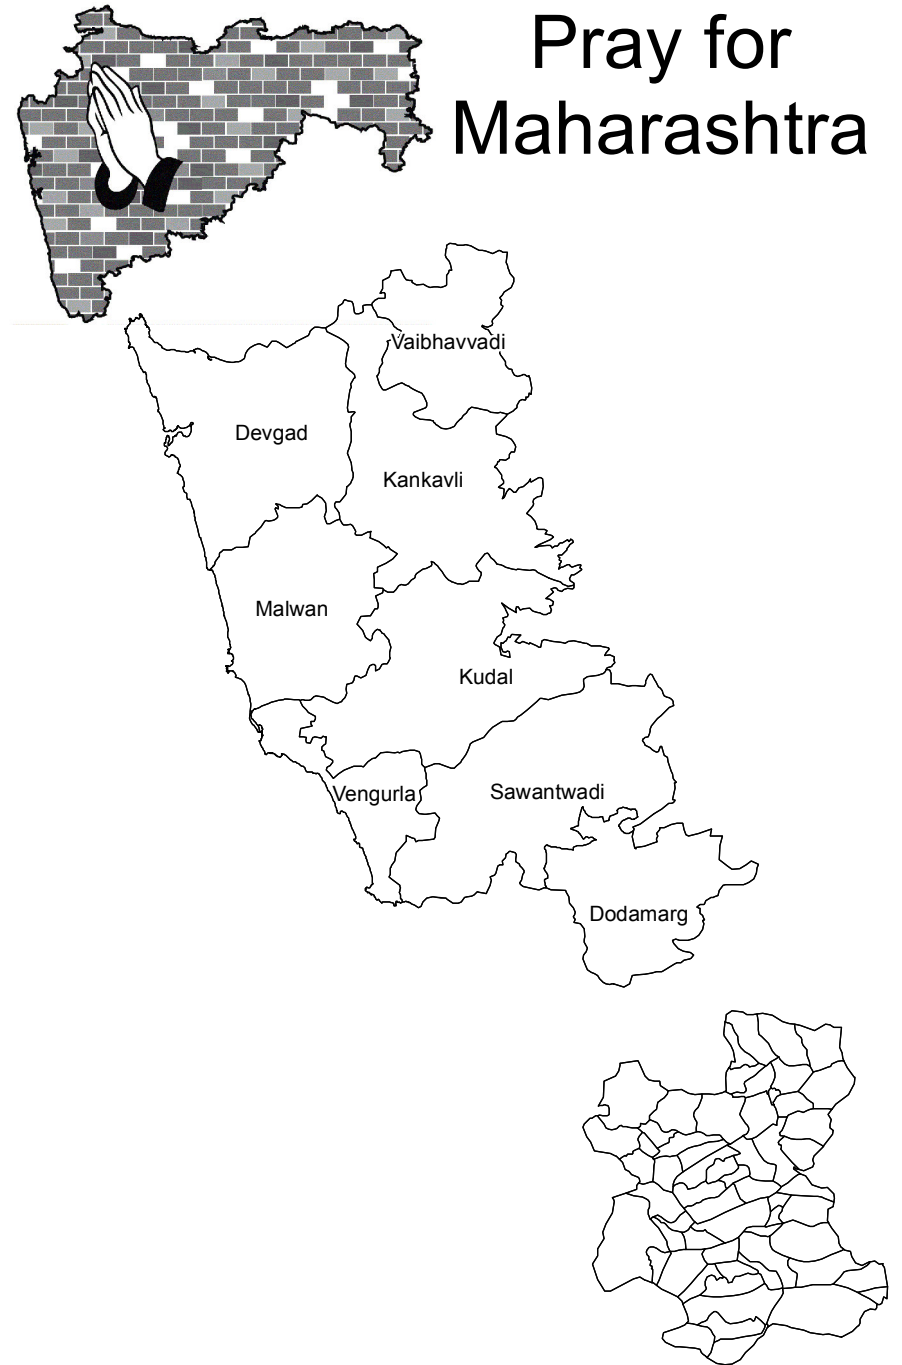 Pray for
Maharashtra
Vaibhavvadi
Devgad
Kankavli
Malwan
Kudal
Vengurla
Sawantwadi
Dodamarg